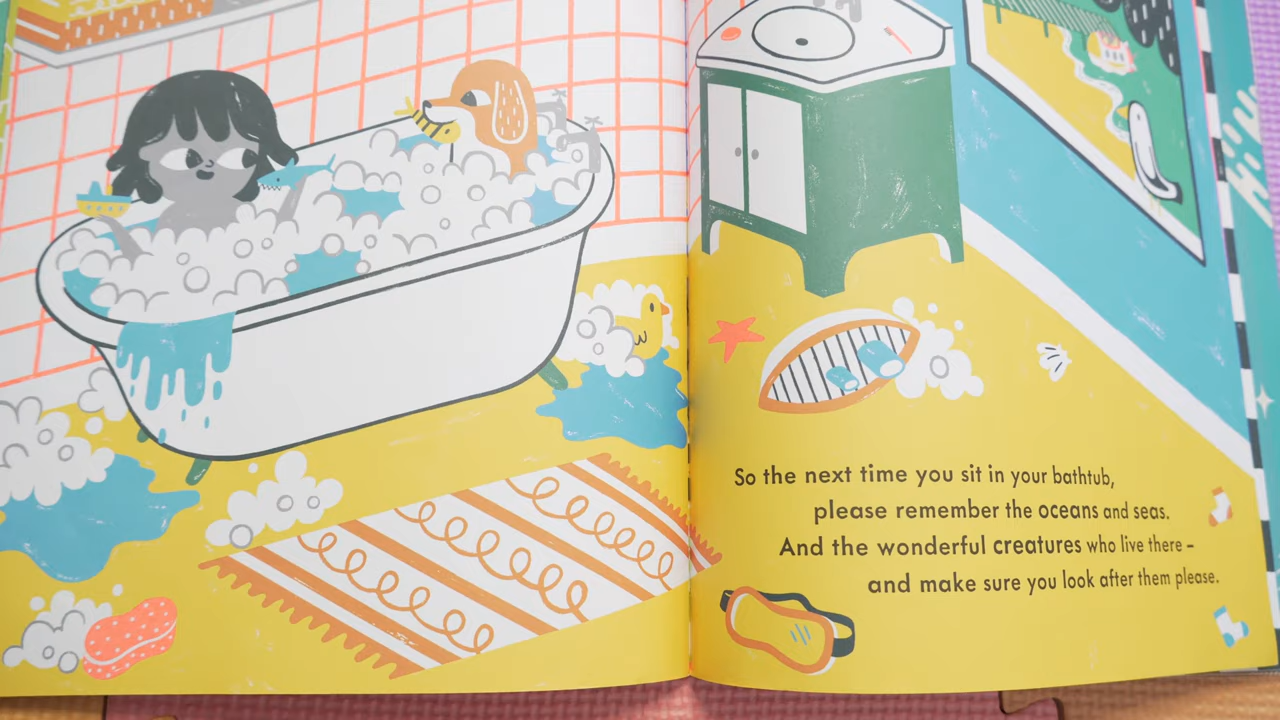 So the next time you sit in your bathtub,
please remember the oceans and seas.
And the wonderful creatures who live there –
and make sure you look after them please.